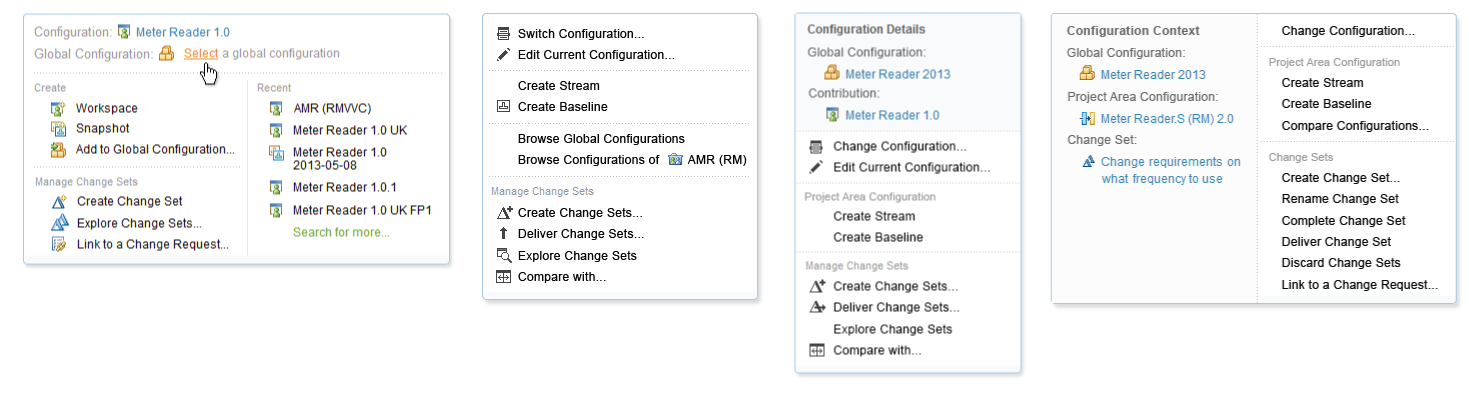 Configuration: Meter Reader 1.0
Global Configuration: Select a global configuration
Create
Workspace
Snapshot
Add to Global Configuration...
Manage Change Sets
Create Change Set
Explore Change Sets...
Link to a Change Request...
Recent
AMR (RMVVC)
Meter Reader 1.0 UK
Meter Reader 1.0
2013-05-08
Meter Reader 1.0.1
Meter Reader 1.0 UK FP1
Search for more...
Switch Configuration...
Edit Current Configuration...
Create Stream
Create Baseline
Browse Global Configurations
Browse Configurations of AMR (RM)
Manage Change Sets
Create Change Sets...
Deliver Change Sets...
Explore Change Sets
Compare with...
Configuration Details
Global Configuration:
Meter Reader 2013
Contribution:
Meter Reader 1.0
Change Configuration...
Edit Current Configuration...
Project Area Configuration
Create Stream
Create Baseline
Manage Change Sets
Create Change Sets...
Deliver Change Sets...
Explore Change Sets
Compare with...
Configuration Context
Global Configuration:
Meter Reader 2013
Project Area Configuration:
Meter Reader.S (RM) 2.0
Change Set:
Change requirements on
what frequency to use
Change Configuration...
Project Area Configuration
Create Stream
Create Baseline
Compare Configurations...
Change Sets
Create Change Set...
Rename Change Set
Complete Change Set
Deliver Change Set
Discard Change Sets
Link to a Change Request...